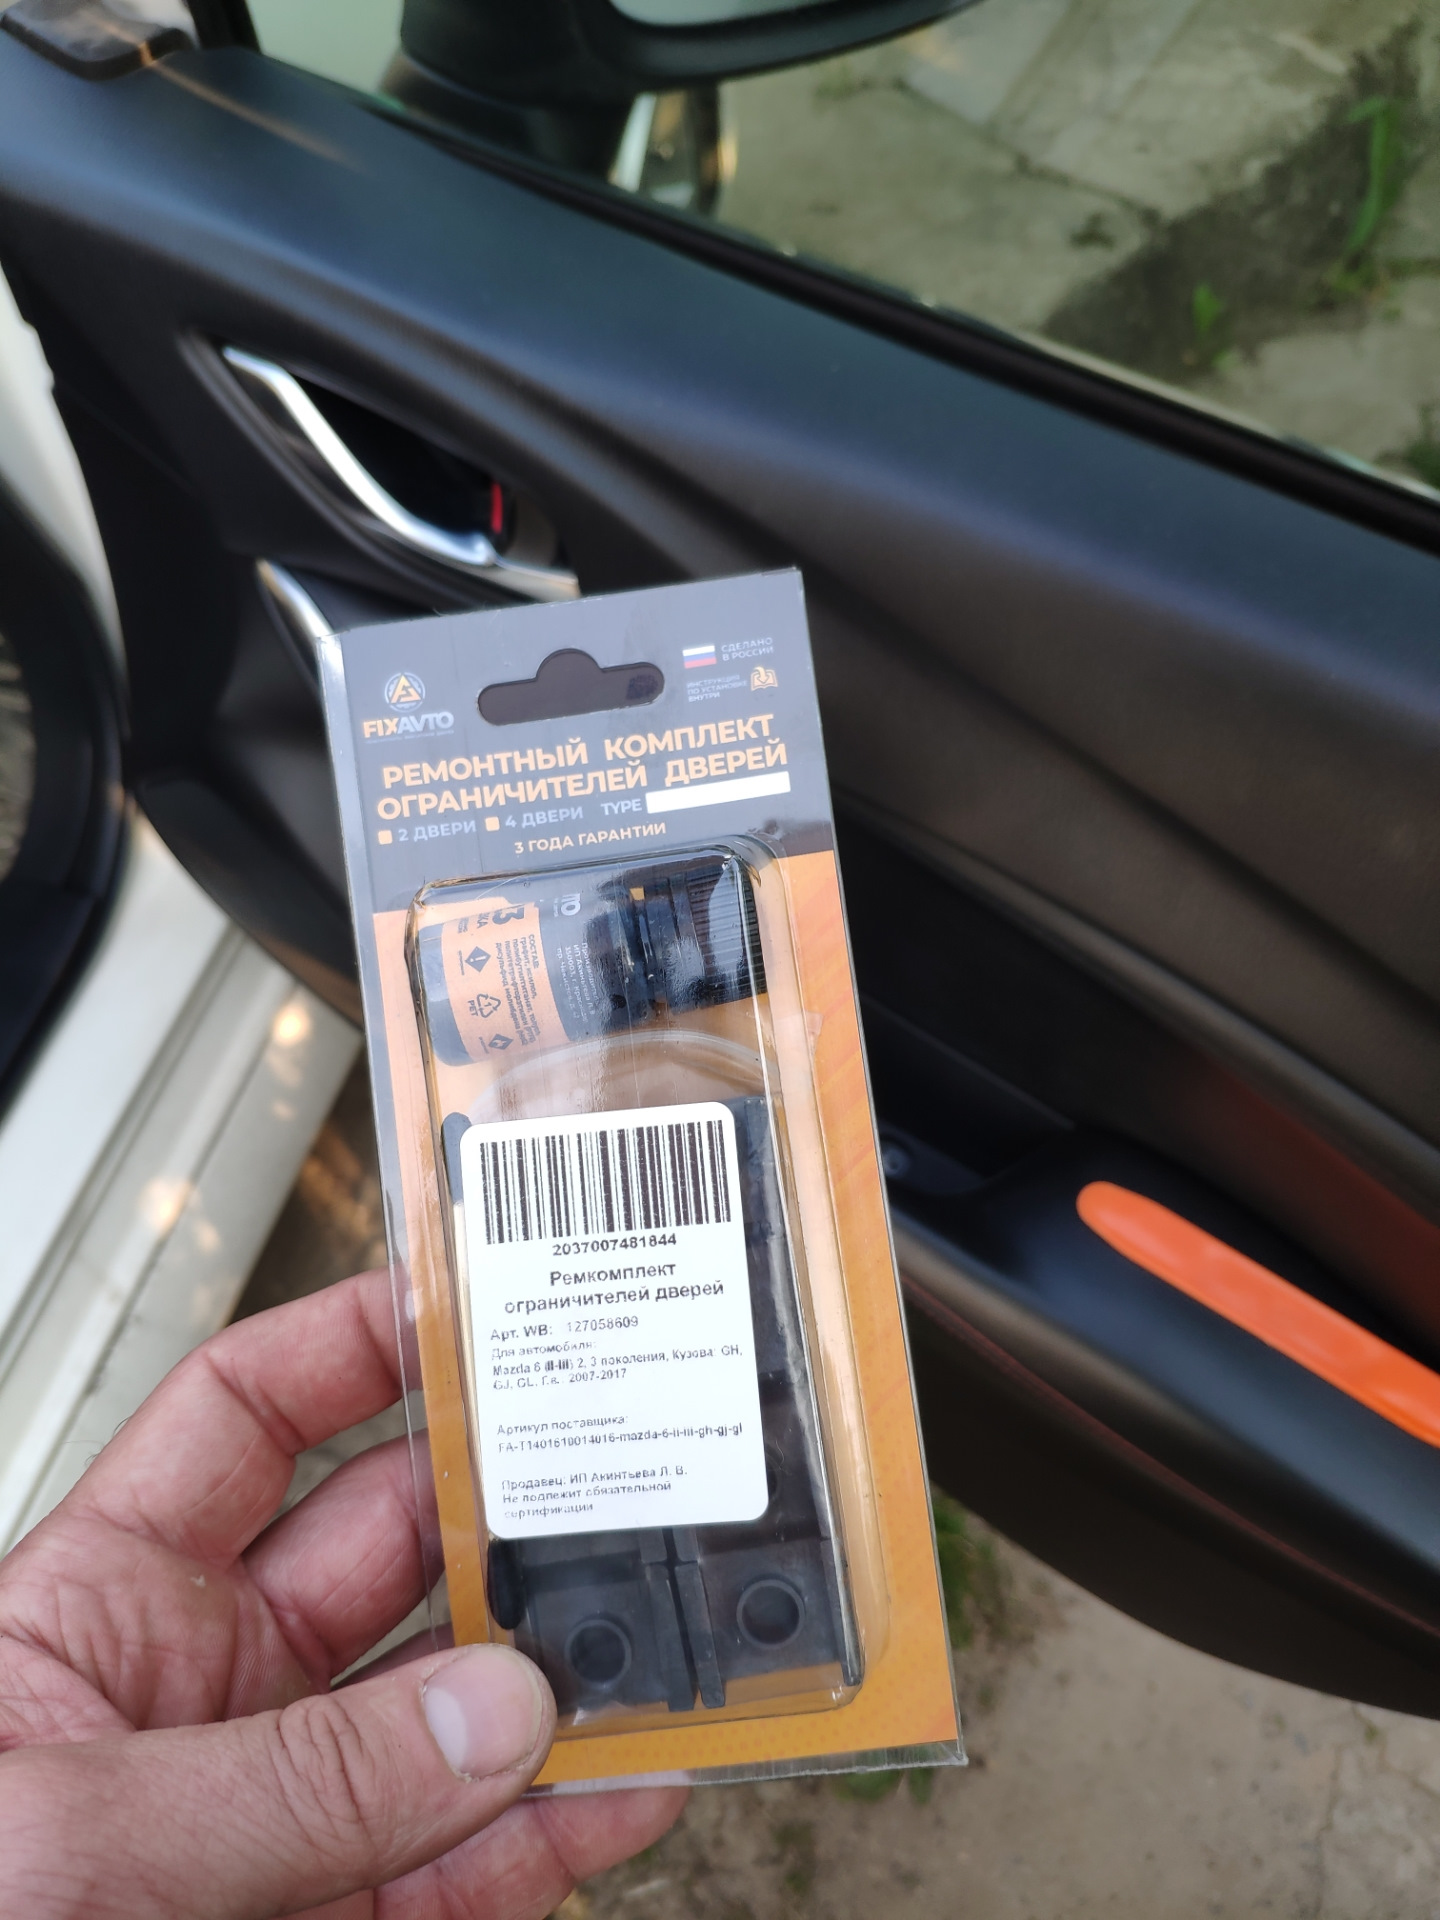 СДЕЛАНО
В РОССИИ
ИНСТРУКЦИЯ
ПО УСТАНОВКЕ
ВНУТРИ
FIXAVTO
РЕМОНТНЫЙ КОМПЛЕКТ
ОГРАНИЧИТЕЛЕЙ ДВЕРЕЙ
2 ДВЕРИ 4 ДВЕРИ TYPE
3 ГОДА ГАРАНТИИ
СОСТАВ:
PET
2037007481844
Ремкомплект
ограничителей дверей
Арт. WB: 127058609
Для автомобиля:
Mazda 6 (II-III) 2, 3 поколения, Кузова: GH,
GJ, GL, Г.в.: 2007-2017
Артикул поставщика:
FA-T1401610014016-mazda-6-ii-iii-gh-gj-gl
Продавец: ИП Акинтьева Л. В.
Не подлежит обязательной
сертификации